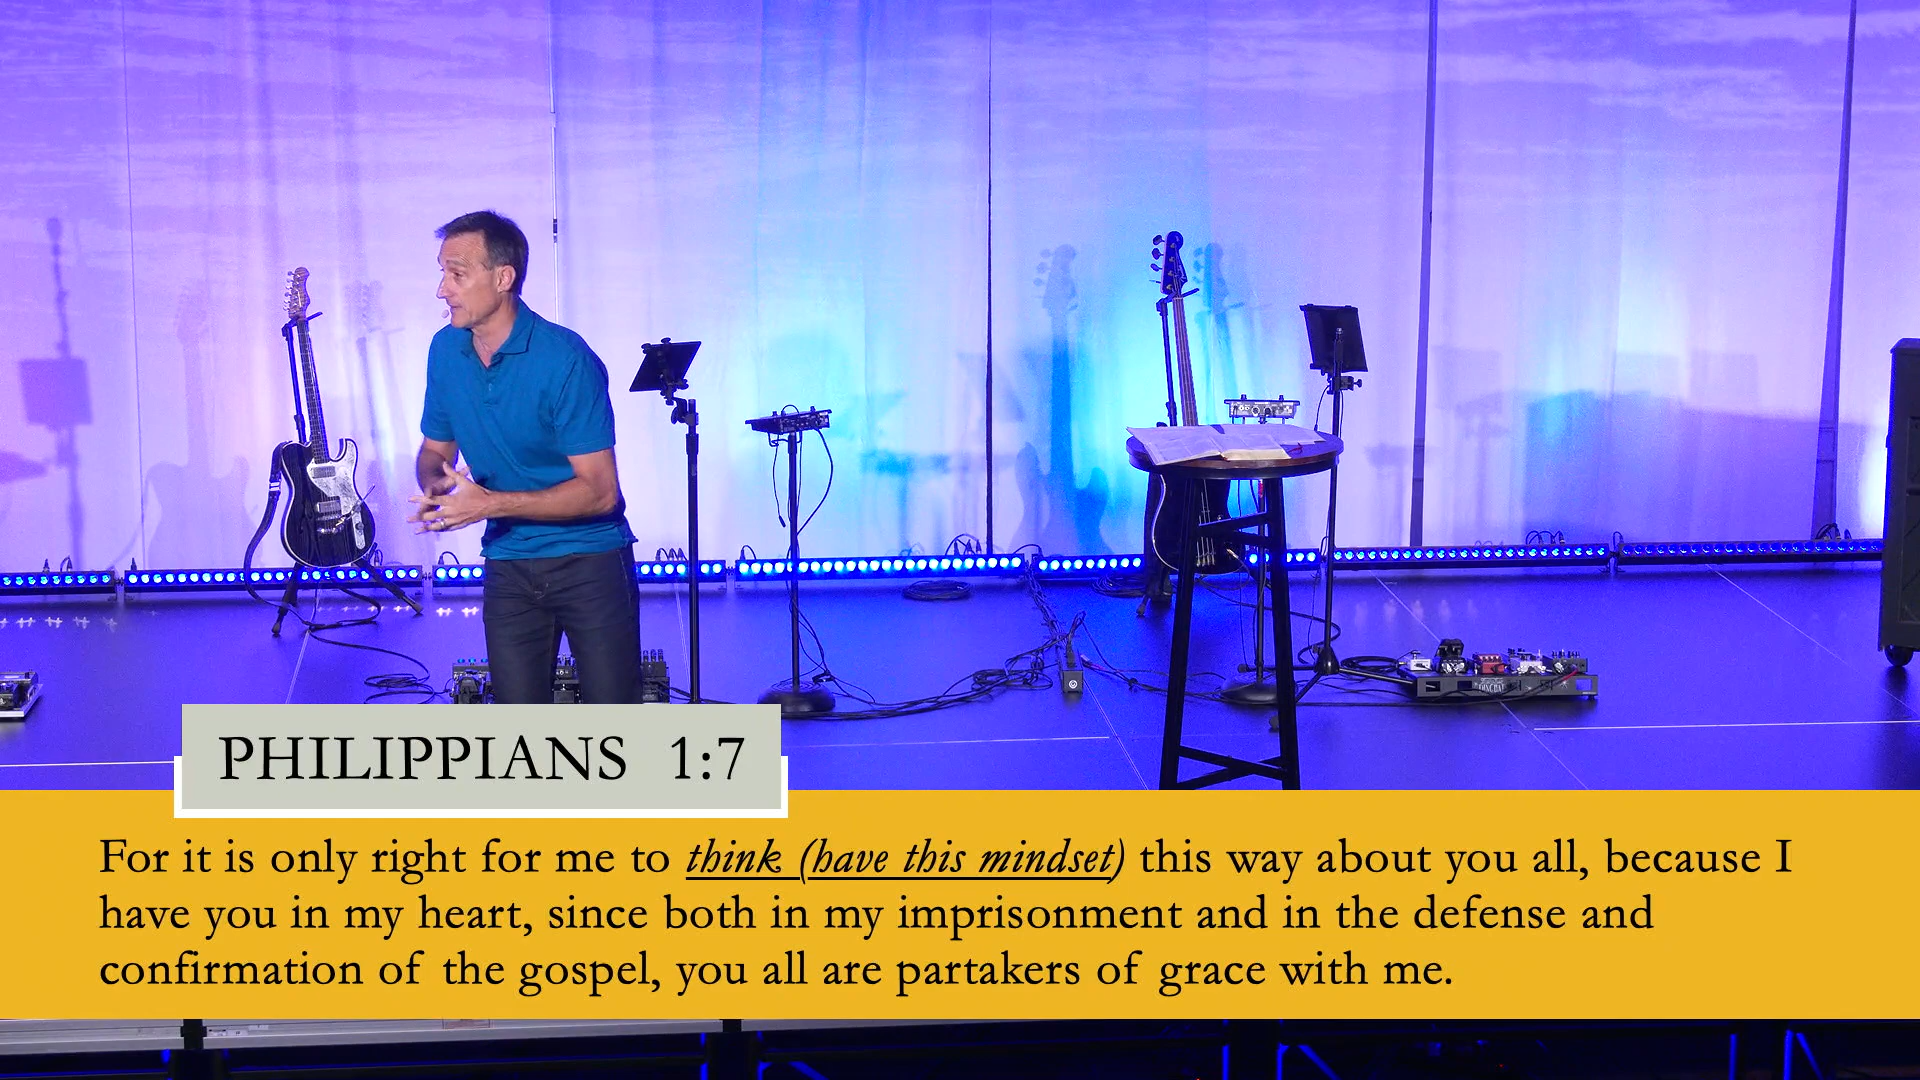 PHILIPPIANS 1:7
For it is only right for me to think (have this mindset) this way about you all, because I
have you in my heart, since both in my imprisonment and in the defense and
confirmation of the gospel, you all are partakers of grace with me.